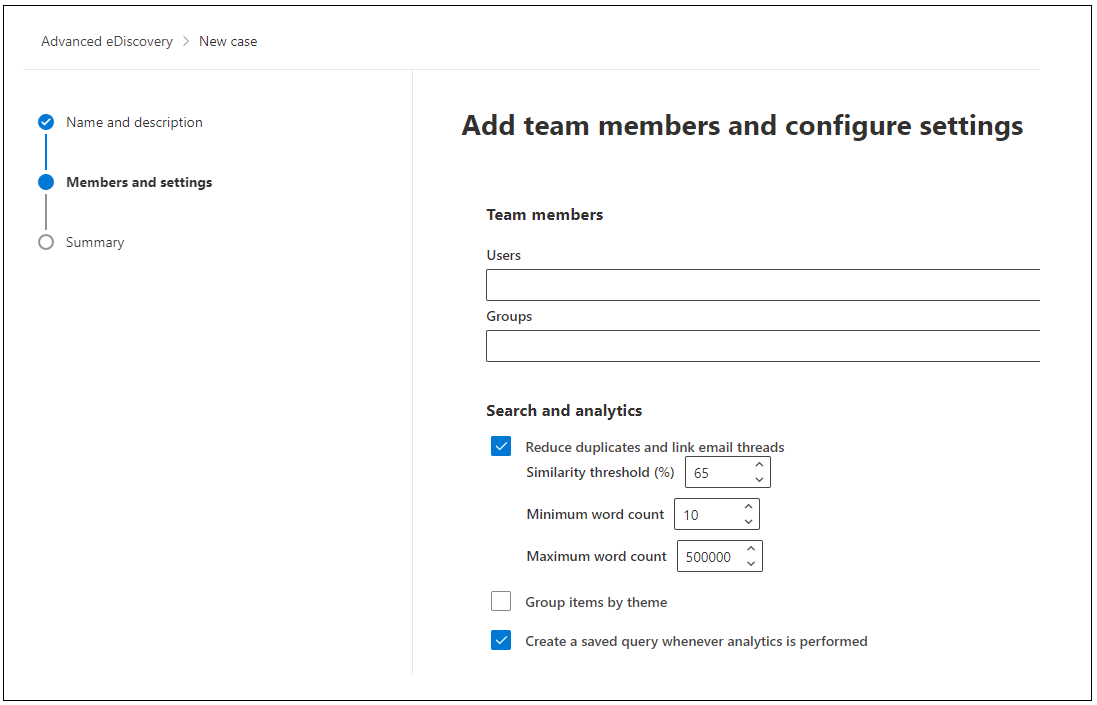 Advanced eDiscovery > New case
Name and description
Members and settings
Summary
Add team members and configure settings
Team members
Users
Groups
Search and analytics
Reduce duplicates and link email threads
Similarity threshold (%) 65
Minimum word count 10
Maximum word count 500000
Group items by theme
Create a saved query whenever analytics is performed